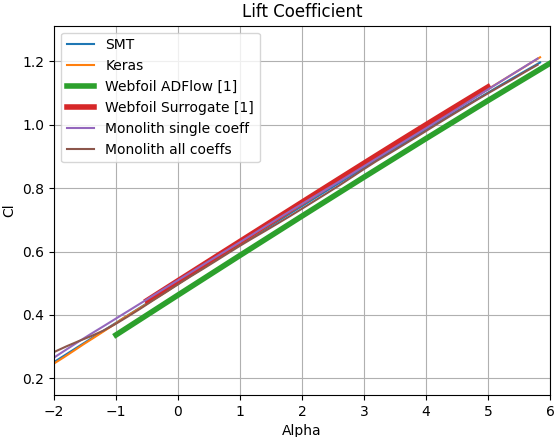 Lift Coefficient
SMT
Keras
Webfoil ADFlow [1]
Webfoil Surrogate [1]
Monolith single coeff
Monolith all coeffs
Cl
1.2
1.0
0.8
0.6
0.4
0.2
−2 −1 0 1 2 3 4 5 6
Alpha